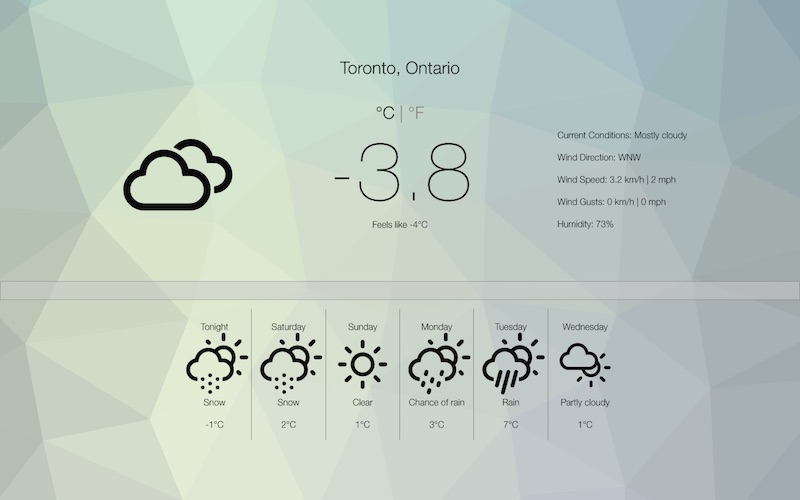 Toronto, Ontario
°C | °F
-3.8
Feels like -4°C
Current Conditions: Mostly cloudy
Wind Direction: WNW
Wind Speed: 3.2 km/h | 2 mph
Wind Gusts: 0 km/h | 0 mph
Humidity: 73%
Tonight Saturday Sunday Monday Tuesday Wednesday
Snow Snow Clear Chance of rain Rain Partly cloudy
-1°C 2°C 1°C 3°C 7°C 1°C